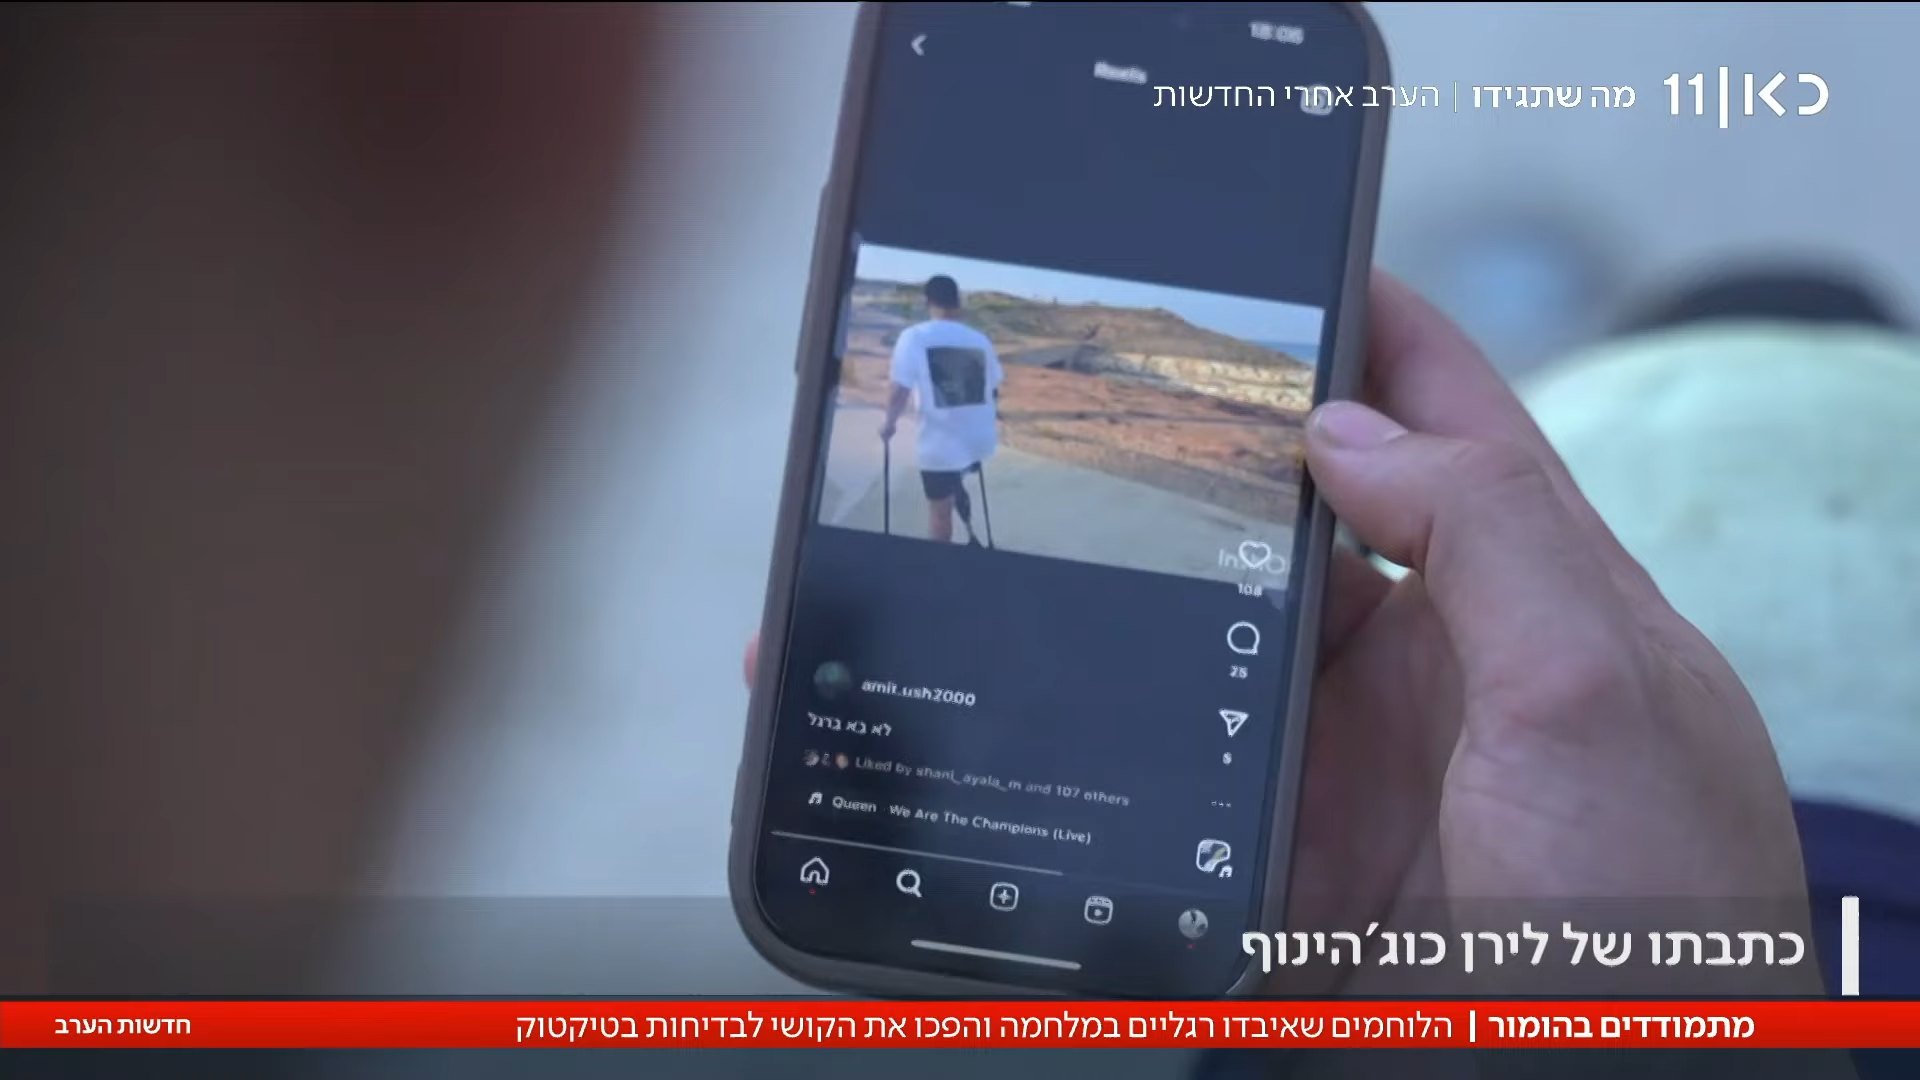 18:06
Reels
מה שתגידו | הערב אחרי החדשות
כאן|11
108
25
amit.ush2000
לא בא ברגל
Liked by shani_ayala_m and 107 others
Queen We Are The Champions (Live)
כתבתו של לירן כוג'הינוף
מתמודדים בהומור | הלוחמים שאיבדו רגליים במלחמה והפכו את הקושי לבדיחות בטיקטוק
חדשות הערב